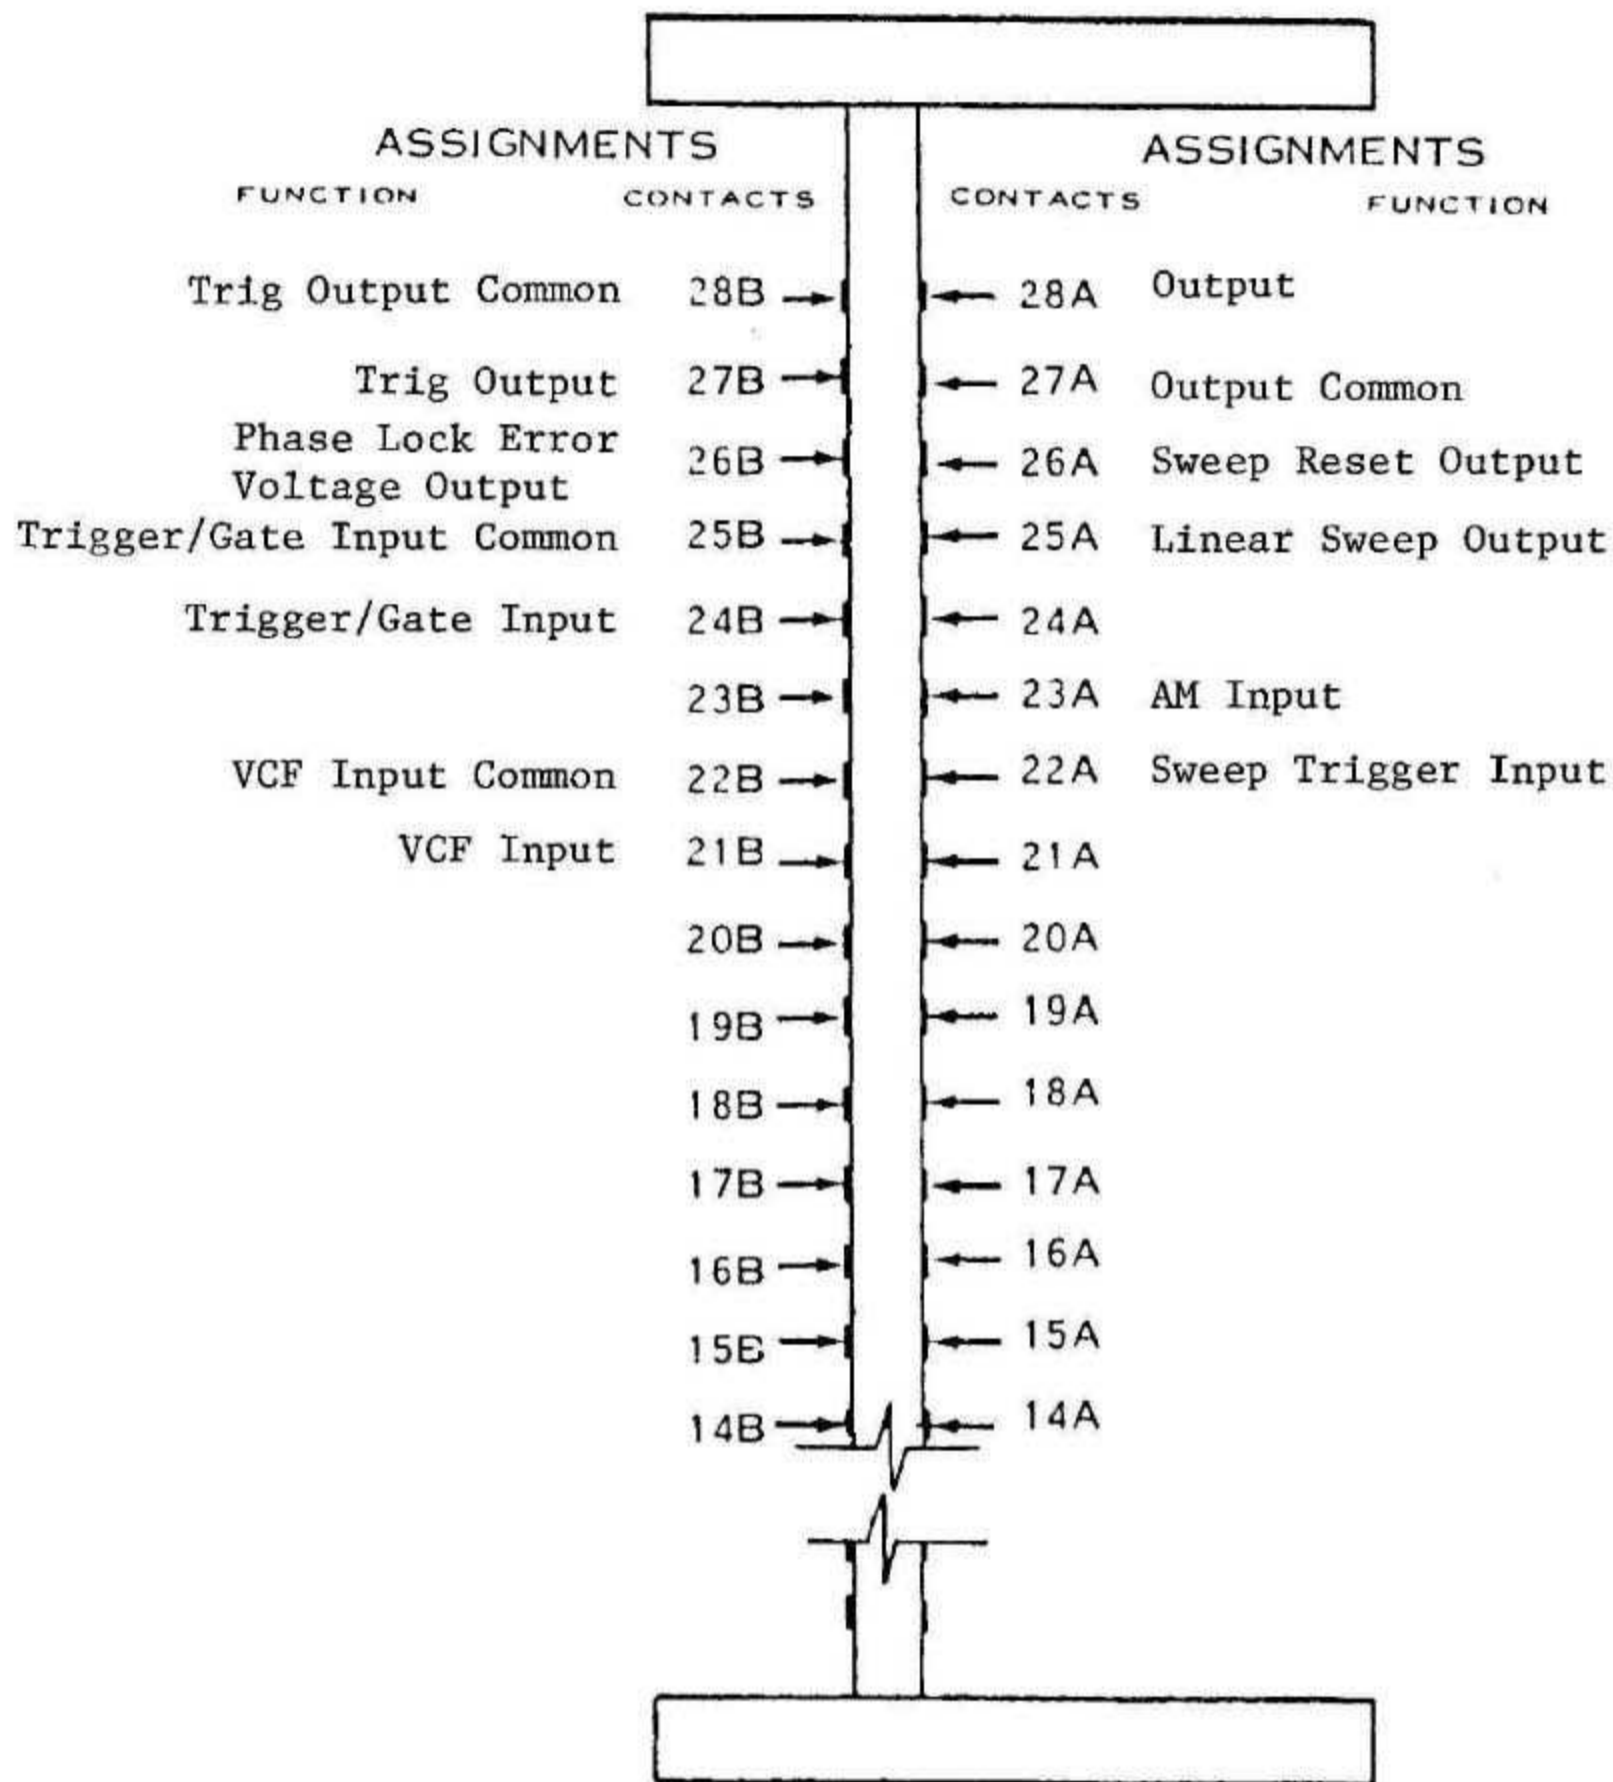 ASSIGNMENTS ASSIGNMENTS
FUNCTION CONTACTS CONTACTS FUNCTION
Trig Output Common 28B 28A Output
Trig Output 27B 27A Output Common
Phase Lock Error
Voltage Output 26B 26A Sweep Reset Output
Trigger/Gate Input Common 25B 25A Linear Sweep Output
Trigger/Gate Input 24B 24A
23B 23A AM Input
VCF Input Common 22B 22A Sweep Trigger Input
VCF Input 21B 21A
20B 20A
19B 19A
18B 18A
17B 17A
16B 16A
15B 15A
14B 14A